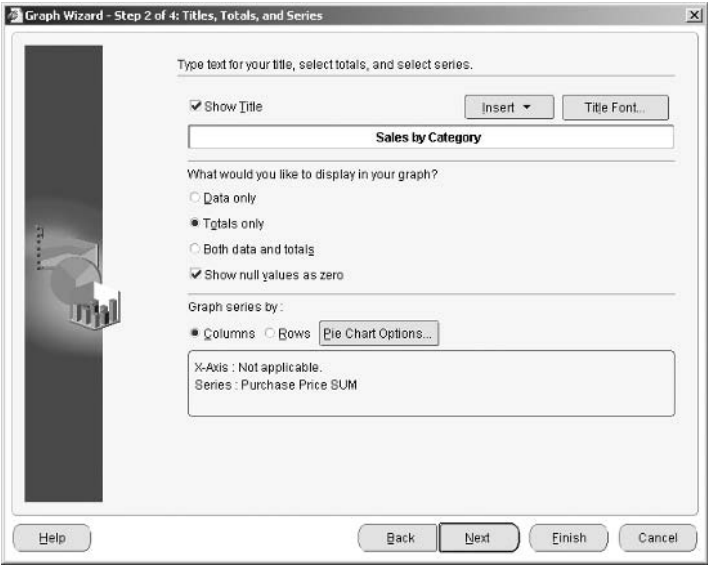 Graph Wizard - Step 2 of 4: Titles, Totals, and Series
Type text for your title, select totals, and select series.
Show Title
Insert
Title Font...
Sales by Category
What would you like to display in your graph?
Data only
Totals only
Both data and totals
Show null values as zero
Graph series by :
Columns Rows Pie Chart Options...
X-Axis : Not applicable.
Series : Purchase Price SUM
Help Back Next Finish Cancel